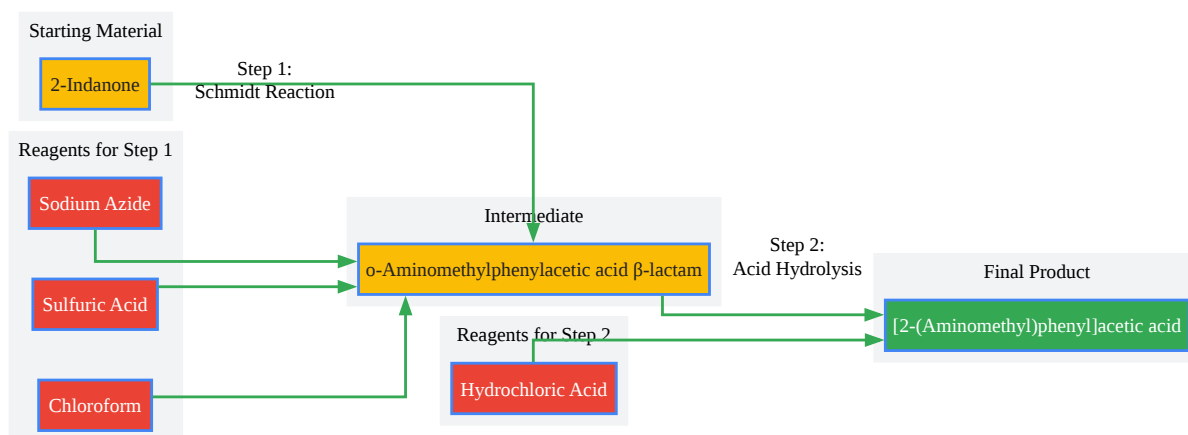 Starting Material
2-Indanone
Step 1:
Schmidt Reaction
Reagents for Step 1
Sodium Azide
Sulfuric Acid
Chloroform
Intermediate
o-Aminomethylphenylacetic acid β-lactam
Reagents for Step 2
Hydrochloric Acid
Step 2:
Acid Hydrolysis
Final Product
[2-(Aminomethyl)phenyl]acetic acid